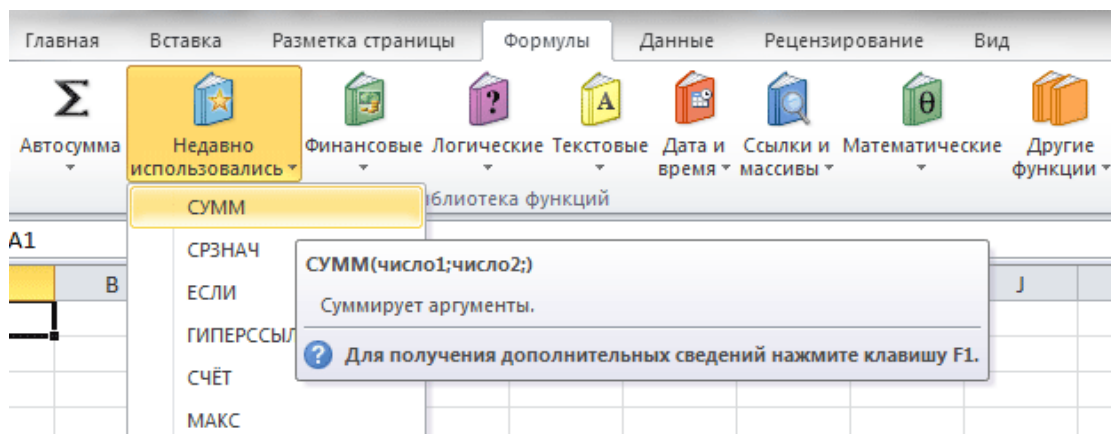 Главная Вставка Разметка страницы Формулы Данные Рецензирование Вид
Автосумма Недавно использовались Финансовые Логические Текстовые Дата и время Ссылки и массивы Математические Другие функции
иблиотека функций
A1
B J
СУММ
СРЗНАЧ
ЕСЛИ
ГИПЕРССЫЛ
СЧЁТ
МАКС
СУММ(число1;число2;)
Суммирует аргументы.
Для получения дополнительных сведений нажмите клавишу F1.